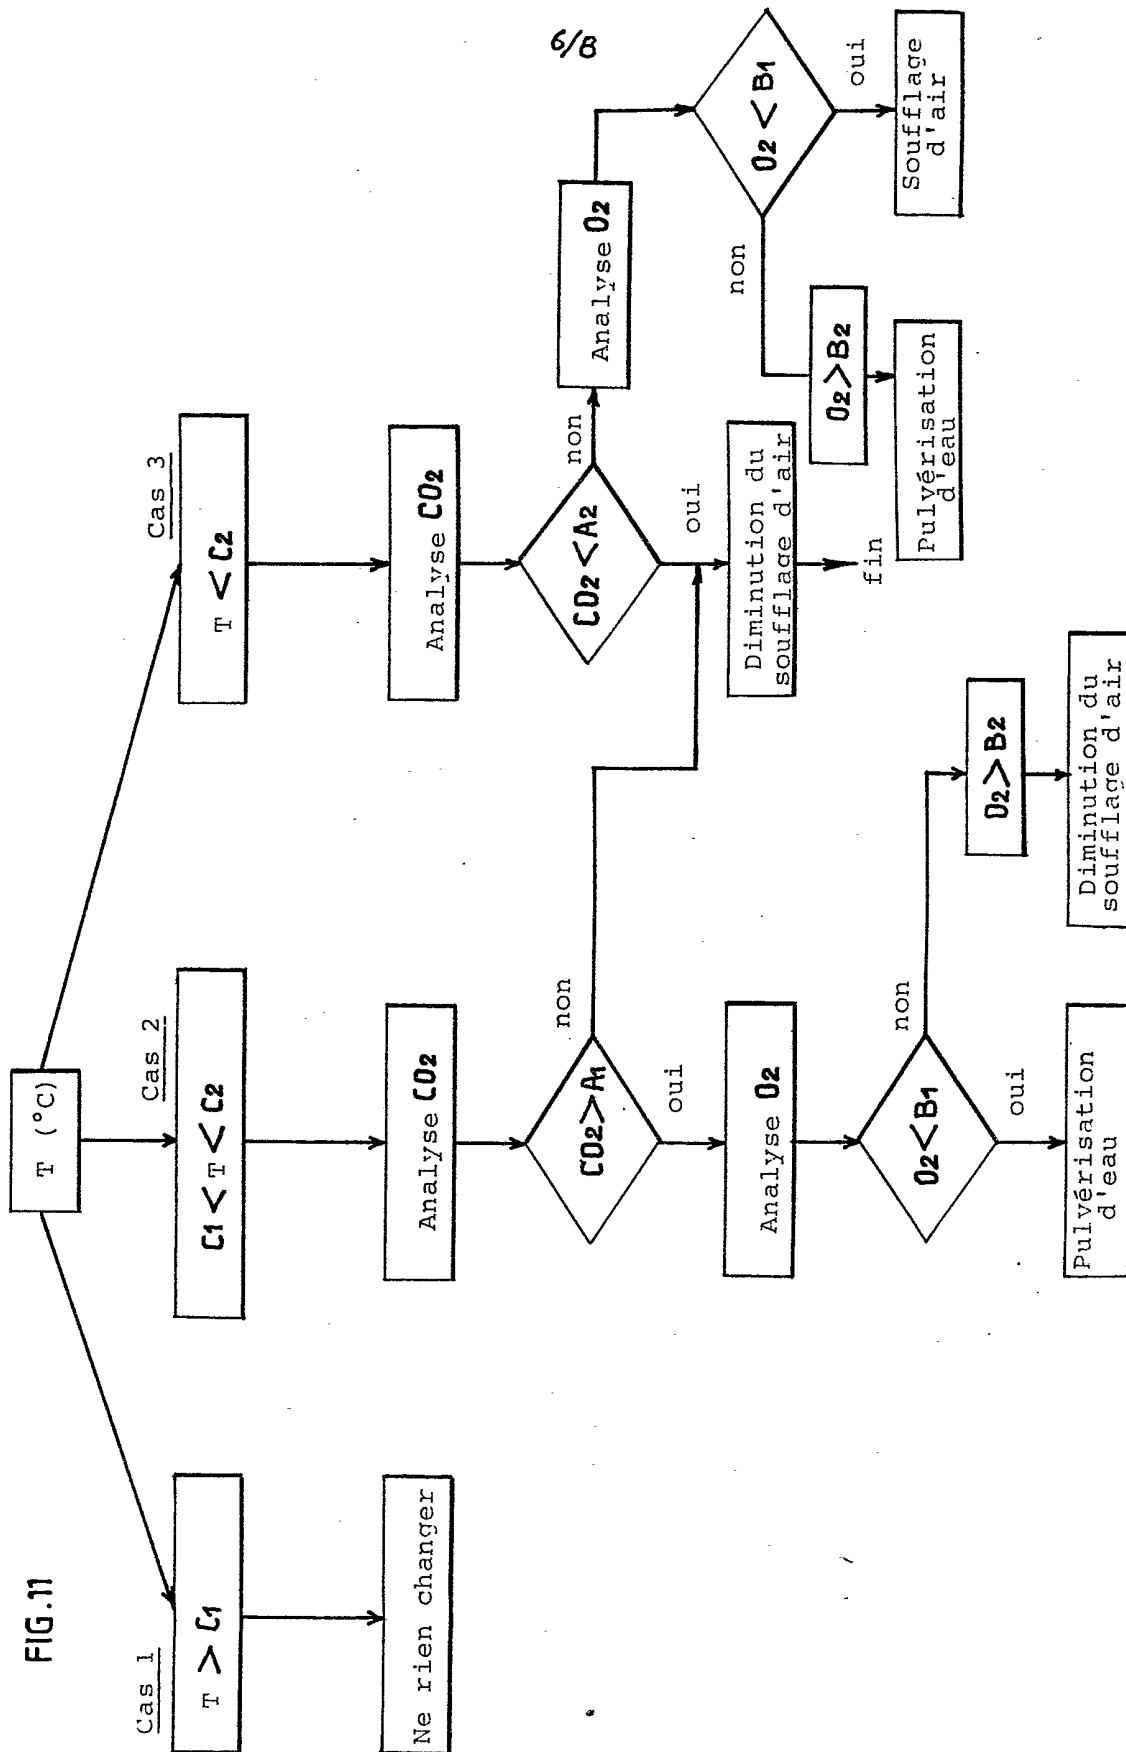 6/8
FIG.11
T (°C)
Cas 1
T > C1
Ne rien changer
Cas 2
C1 < T < C2
Analyse CO2
CO2 > A1
non
oui
Analyse O2
O2 < B1
non
oui
Pulvérisation
d'eau
O2 > B2
Diminution du
soufflage d'air
Cas 3
T < C2
Analyse CO2
CO2 < A2
non
oui
Diminution du
soufflage d'air
fin
Analyse O2
O2 < B1
non
oui
O2 > B2
Pulvérisation
d'eau
Soufflage
d'air